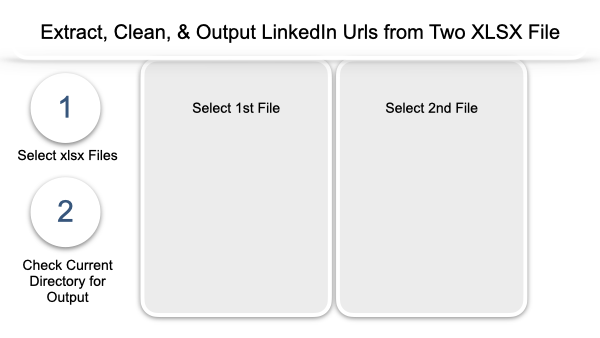 Extract, Clean, & Output LinkedIn Urls from Two XLSX File
1
Select xlsx Files
2
Check Current
Directory for
Output
Select 1st File
Select 2nd File